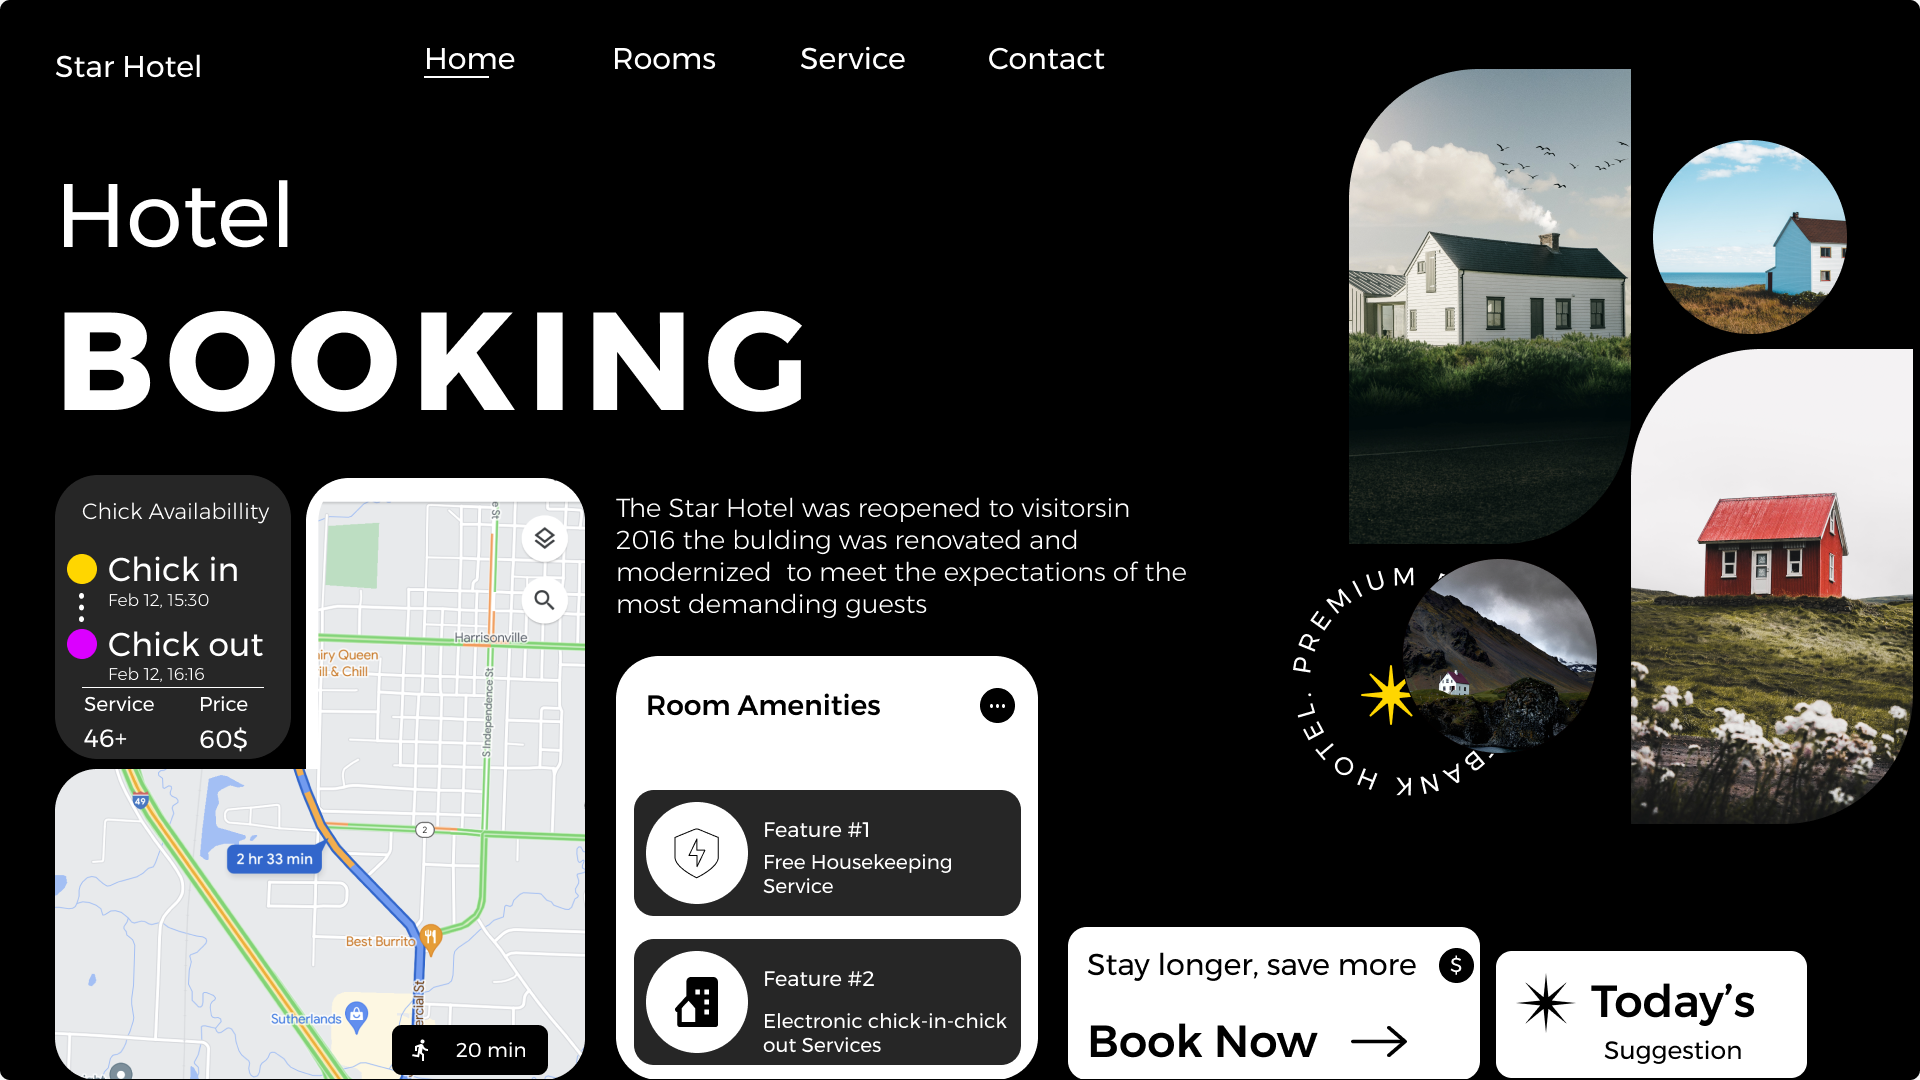 Star Hotel
Home
Rooms
Service
Contact
Hotel
BOOKING
Chick Availabillity
Chick in
Feb 12, 15:30
Chick out
Feb 12, 16:16
Service
Price
46+
60$
Harrisonville
iry Queen
ill & Chill
S Independence St
49
2
2 hr 33 min
Best Burrito
Sutherlands
ercial St
20 min
The Star Hotel was reopened to visitorsin
2016 the bulding was renovated and
modernized  to meet the expectations of the
most demanding guests
Room Amenities
Feature #1
Free Housekeeping
Service
Feature #2
Electronic chick-in-chick
out Services
PREMIUM
BANK HOTEL.
Stay longer, save more
$
Book Now
Today's
Suggestion